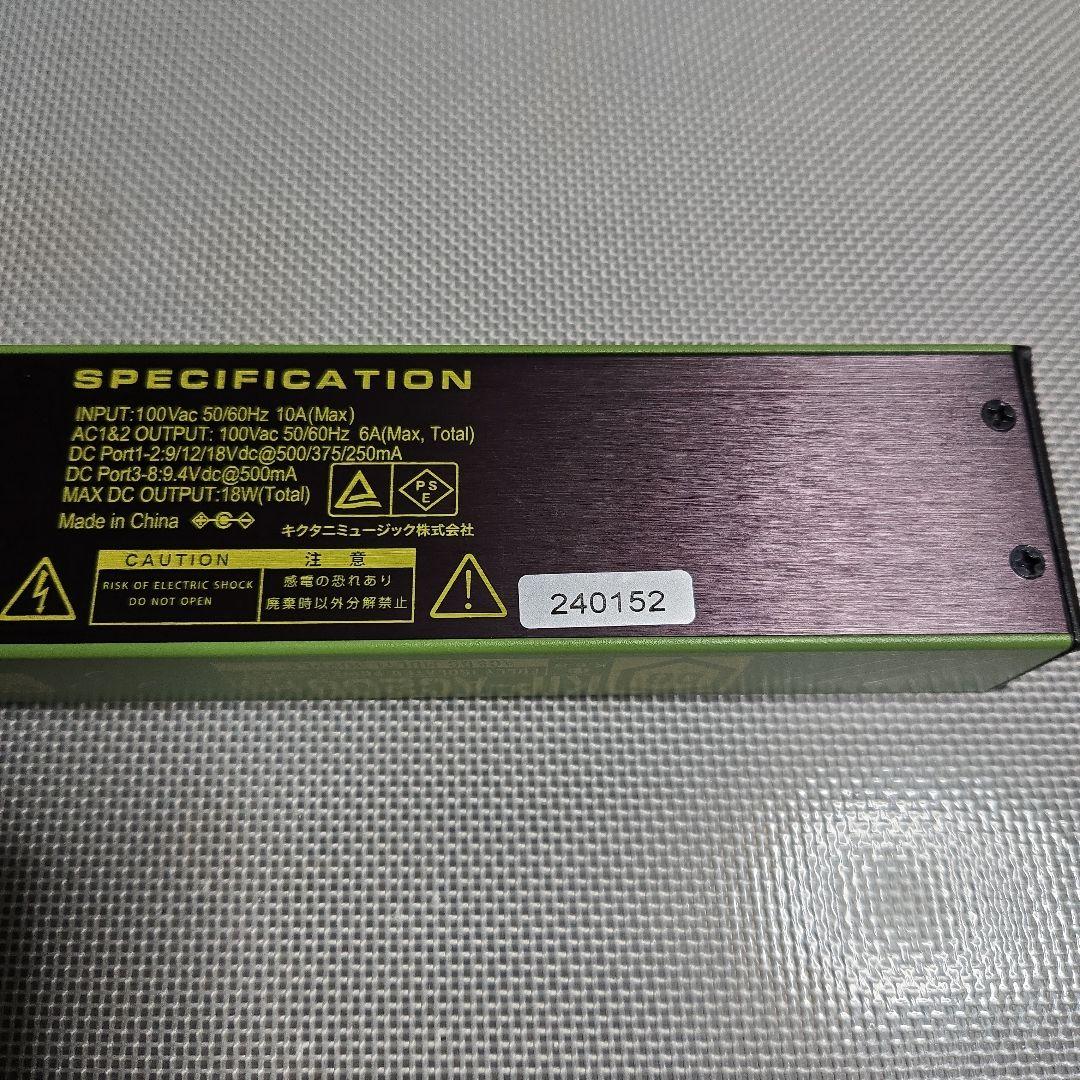 SPECIFICATION
INPUT:100Vac 50/60Hz 10A(Max)
AC1&2 OUTPUT: 100Vac 50/60Hz 6A(Max, Total)
DC Port1-2:9/12/18Vdc@500/375/250mA
DC Port3-8:9.4Vdc@500mA
MAX DC OUTPUT:18W(Total)
PS
E
Made in China
キクタニミュージック株式会社
CAUTION 注意
RISK OF ELECTRIC SHOCK
DO NOT OPEN
感電の恐れあり
廃棄時以外分解禁止
240152